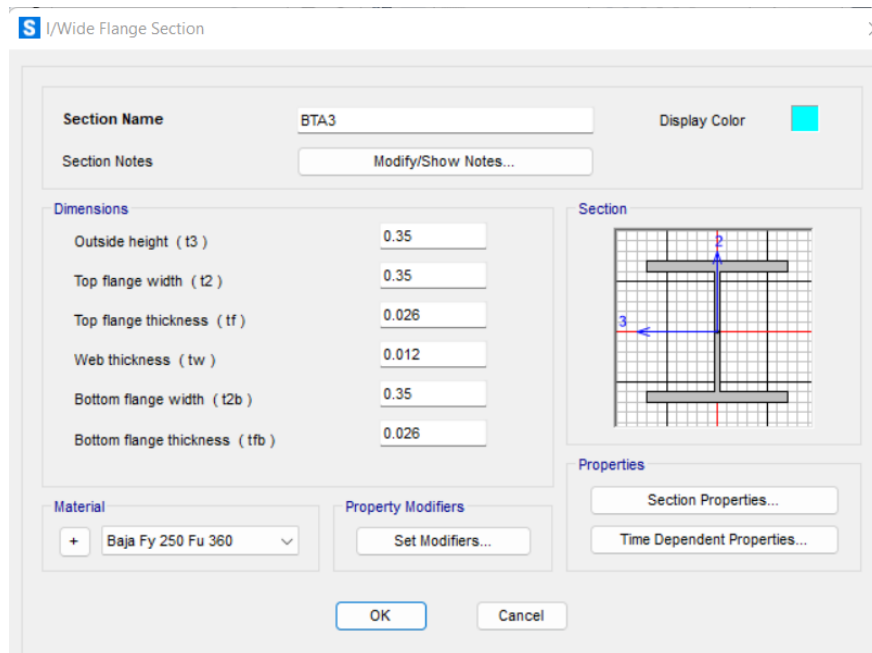 S I/Wide Flange Section
Section Name BTA3 Display Color
Section Notes Modify/Show Notes...
Dimensions
Outside height ( t3 ) 0.35
Top flange width ( t2 ) 0.35
Top flange thickness ( tf ) 0.026
Web thickness ( tw ) 0.012
Bottom flange width ( t2b ) 0.35
Bottom flange thickness ( tfb ) 0.026
Section
2
3
Material
+ Baja Fy 250 Fu 360
Property Modifiers
Set Modifiers...
Properties
Section Properties...
Time Dependent Properties...
OK Cancel